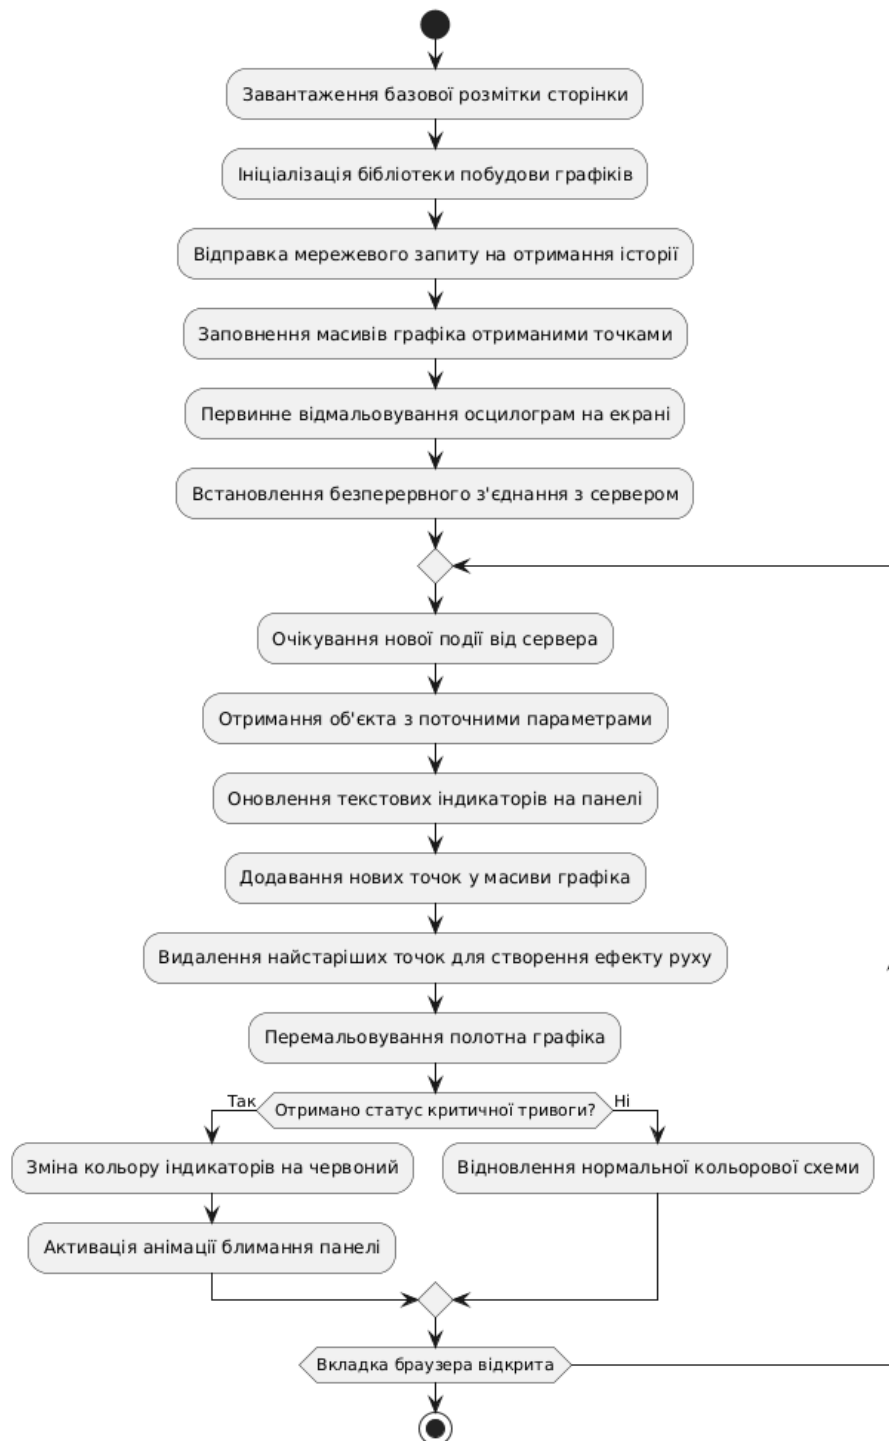 Завантаження базової розмітки сторінки
Ініціалізація бібліотеки побудови графіків
Відправка мережевого запиту на отримання історії
Заповнення масивів графіка отриманими точками
Первинне відмальовування осцилограм на екрані
Встановлення безперервного з'єднання з сервером
Очікування нової події від сервера
Отримання об'єкта з поточними параметрами
Оновлення текстових індикаторів на панелі
Додавання нових точок у масиви графіка
Видалення найстаріших точок для створення ефекту руху
Перемальовування полотна графіка
Так
Отримано статус критичної тривоги?
Ні
Зміна кольору індикаторів на червоний
Відновлення нормальної кольорової схеми
Активація анімації блимання панелі
Вкладка браузера відкрита